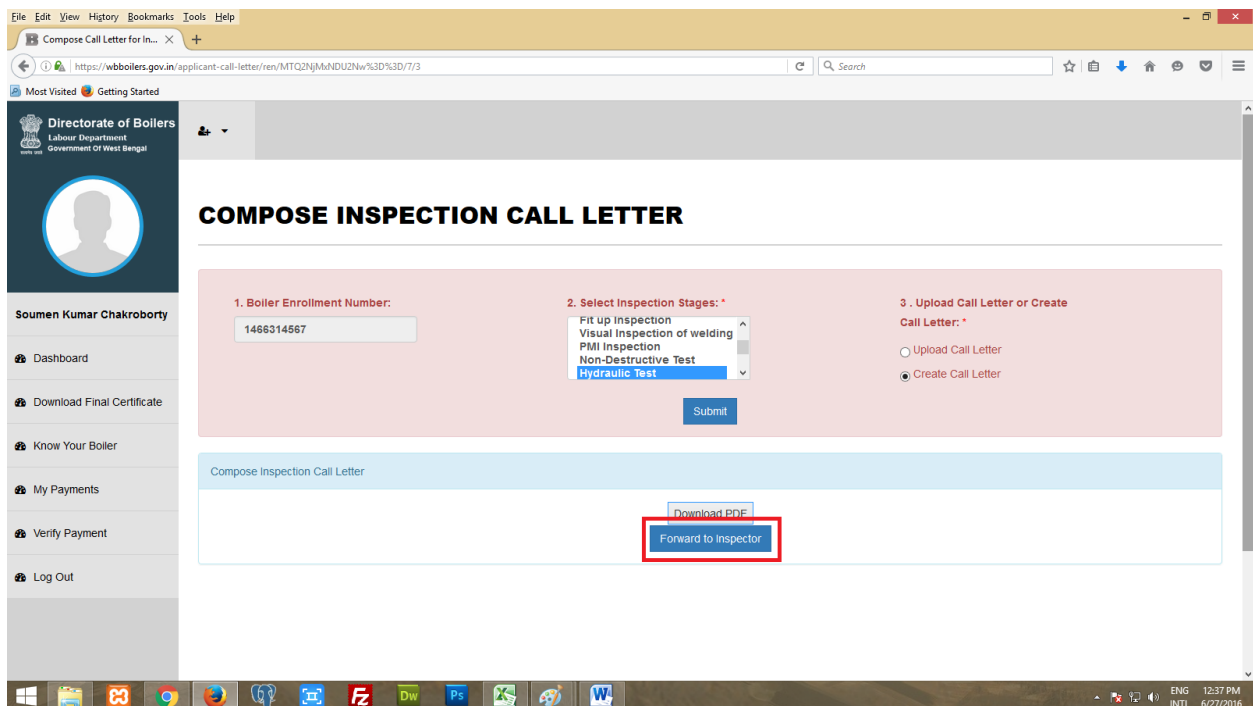 File Edit View History Bookmarks Tools Help
Compose Call Letter for In...
https://wbboilers.gov.in/applicant-call-letter/ren/MTQ2NjMxNDU2Nw%3D%3D/7/3
Search
Most Visited Getting Started
Directorate of Boilers
Labour Department
Government Of West Bengal
COMPOSE INSPECTION CALL LETTER
Soumen Kumar Chakroborty
Dashboard
Download Final Certificate
Know Your Boiler
My Payments
Verify Payment
Log Out
1. Boiler Enrollment Number:
1466314567
2. Select Inspection Stages: *
Fit up Inspection
Visual Inspection of welding
PMI Inspection
Non-Destructive Test
Hydraulic Test
3 . Upload Call Letter or Create
Call Letter: *
Upload Call Letter
Create Call Letter
Submit
Compose Inspection Call Letter
Download PDF
Forward to Inspector
Fz
Dw
Ps
ENG
INTL
12:37 PM
6/27/2016